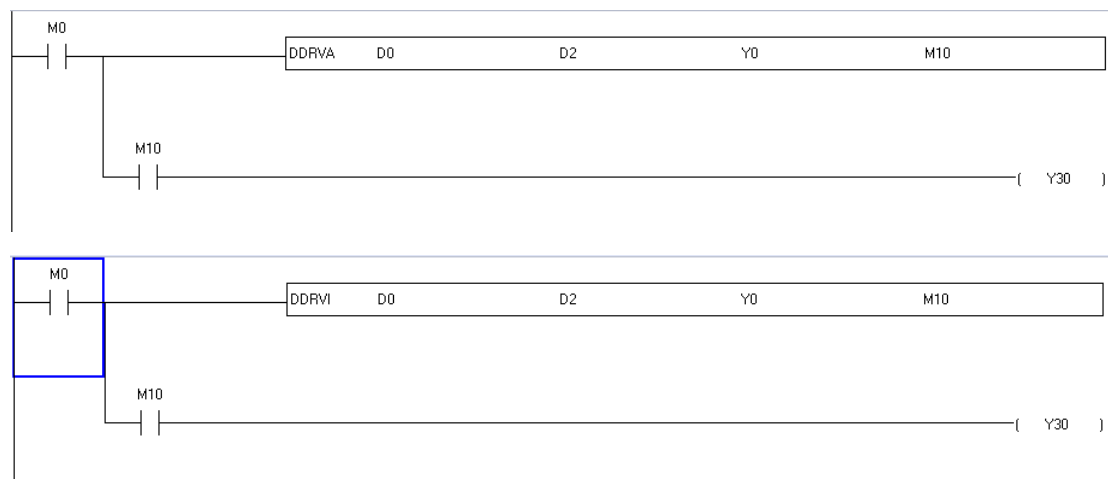 M0
DDRVA D0 D2 Y0 M10
M10
( Y30 )
M0
DDRVI D0 D2 Y0 M10
M10
( Y30 )